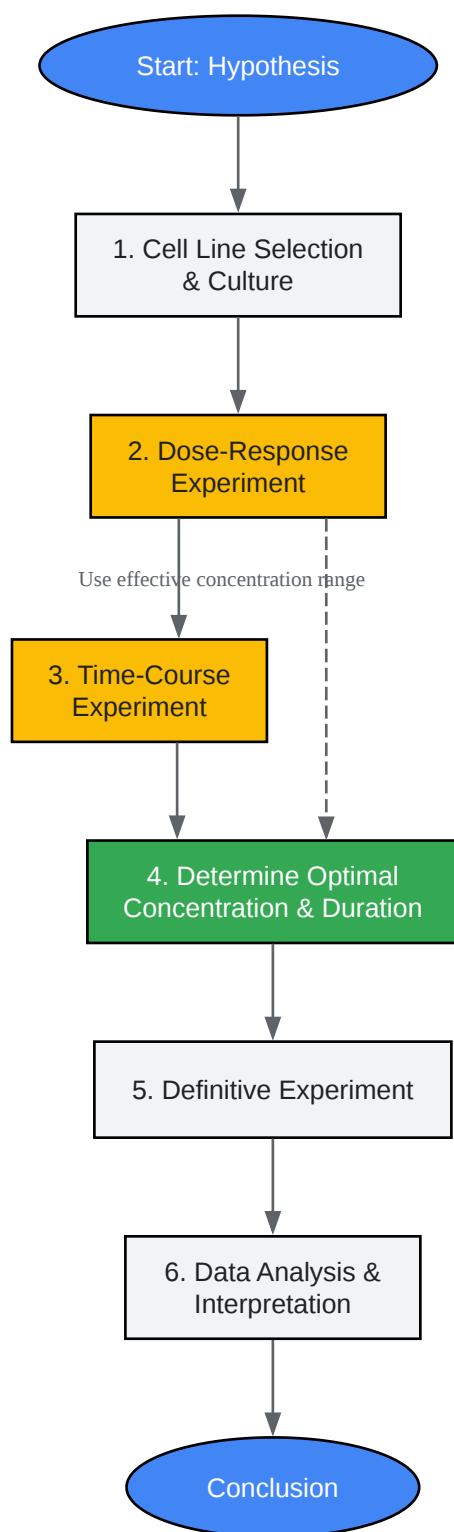 Start: Hypothesis
1. Cell Line Selection
& Culture
2. Dose-Response
Experiment
Use effective concentration range
3. Time-Course
Experiment
4. Determine Optimal
Concentration & Duration
5. Definitive Experiment
6. Data Analysis &
Interpretation
Conclusion